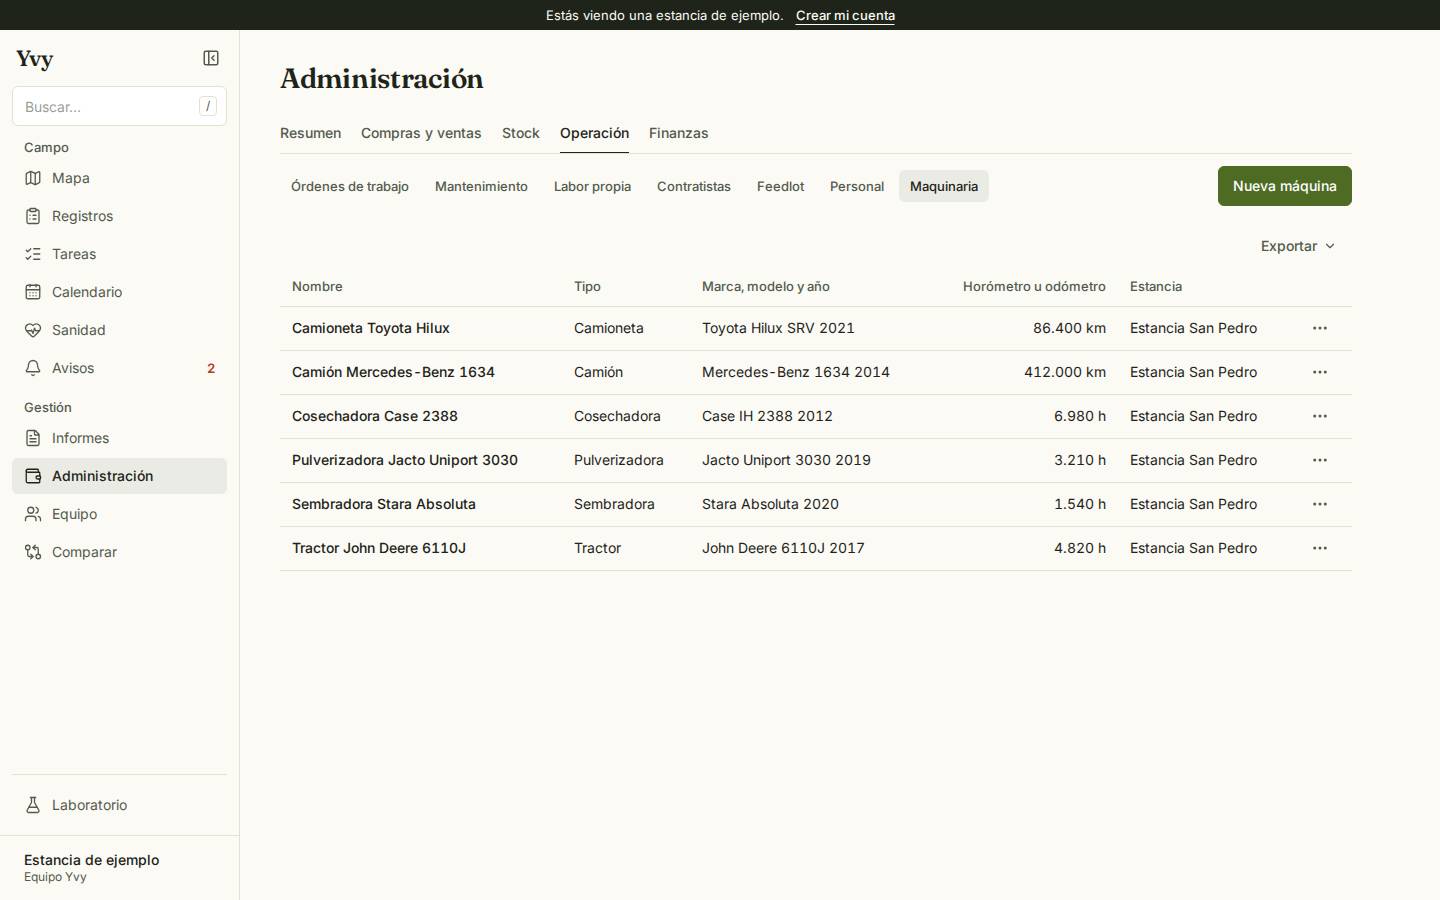 Estás viendo una estancia de ejemplo. Crear mi cuenta
Yvy
Buscar...
/
Campo
Mapa
Registros
Tareas
Calendario
Sanidad
Avisos 2
Gestión
Informes
Administración
Equipo
Comparar
Laboratorio
Estancia de ejemplo
Equipo Yvy
Administración
Resumen Compras y ventas Stock Operación Finanzas
Órdenes de trabajo Mantenimiento Labor propia Contratistas Feedlot Personal Maquinaria Nueva máquina
Exportar
Nombre Tipo Marca, modelo y año Horómetro u odómetro Estancia
Camioneta Toyota Hilux Camioneta Toyota Hilux SRV 2021 86.400 km Estancia San Pedro
Camión Mercedes-Benz 1634 Camión Mercedes-Benz 1634 2014 412.000 km Estancia San Pedro
Cosechadora Case 2388 Cosechadora Case IH 2388 2012 6.980 h Estancia San Pedro
Pulverizadora Jacto Uniport 3030 Pulverizadora Jacto Uniport 3030 2019 3.210 h Estancia San Pedro
Sembradora Stara Absoluta Sembradora Stara Absoluta 2020 1.540 h Estancia San Pedro
Tractor John Deere 6110J Tractor John Deere 6110J 2017 4.820 h Estancia San Pedro